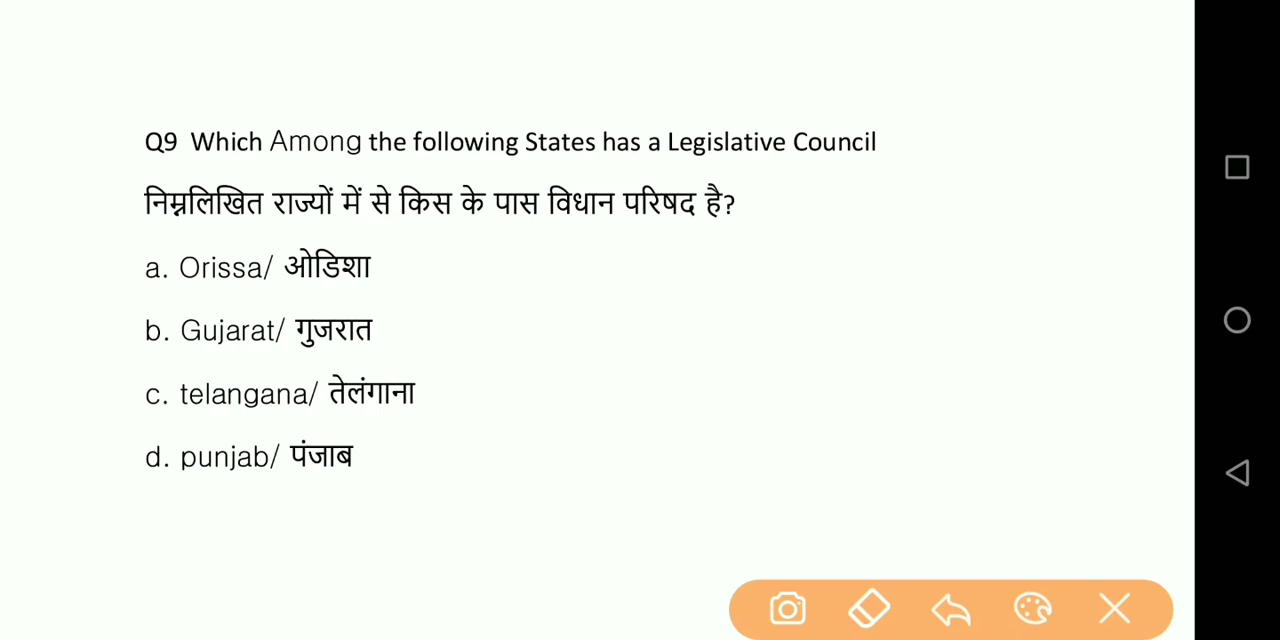 Q9 Which Among the following States has a Legislative Council
निम्नलिखित राज्यों में से किस के पास विधान परिषद है?
a. Orissa/ ओडिशा
b. Gujarat/ गुजरात
c. telangana/ तेलंगाना
d. punjab/ पंजाब